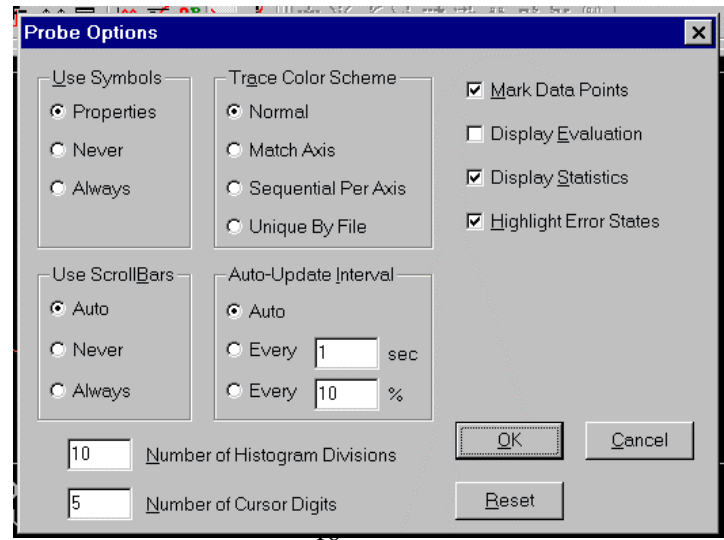 Probe Options
Use Symbols
Properties
Never
Always
Trace Color Scheme
Normal
Match Axis
Sequential Per Axis
Unique By File
Mark Data Points
Display Evaluation
Display Statistics
Highlight Error States
Use ScrollBars
Auto
Never
Always
Auto-Update Interval
Auto
Every 1 sec
Every 10 %
10 Number of Histogram Divisions
5 Number of Cursor Digits
OK Cancel
Reset